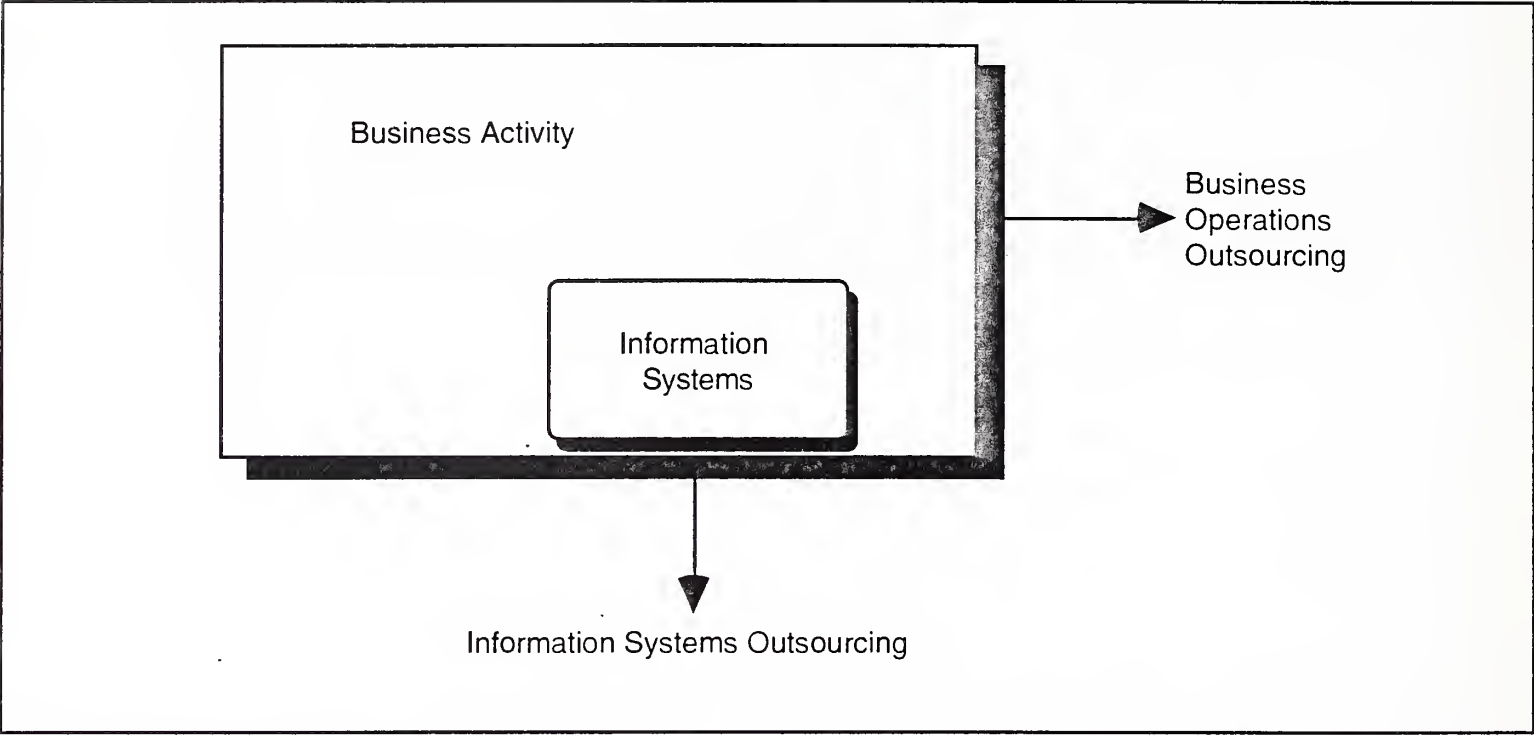 Business Activity
Business
Operations
Outsourcing
Information
Systems
Information Systems Outsourcing